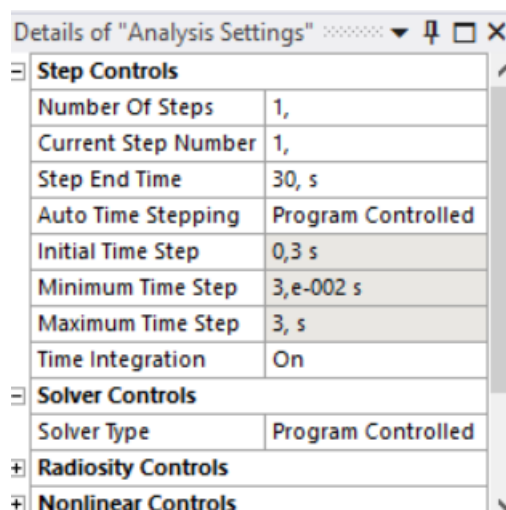 Details of "Analysis Settings"
Step Controls
Number Of Steps 1,
Current Step Number 1,
Step End Time 30, s
Auto Time Stepping Program Controlled
Initial Time Step 0,3 s
Minimum Time Step 3,e-002 s
Maximum Time Step 3, s
Time Integration On
Solver Controls
Solver Type Program Controlled
Radiosity Controls
Nonlinear Controls